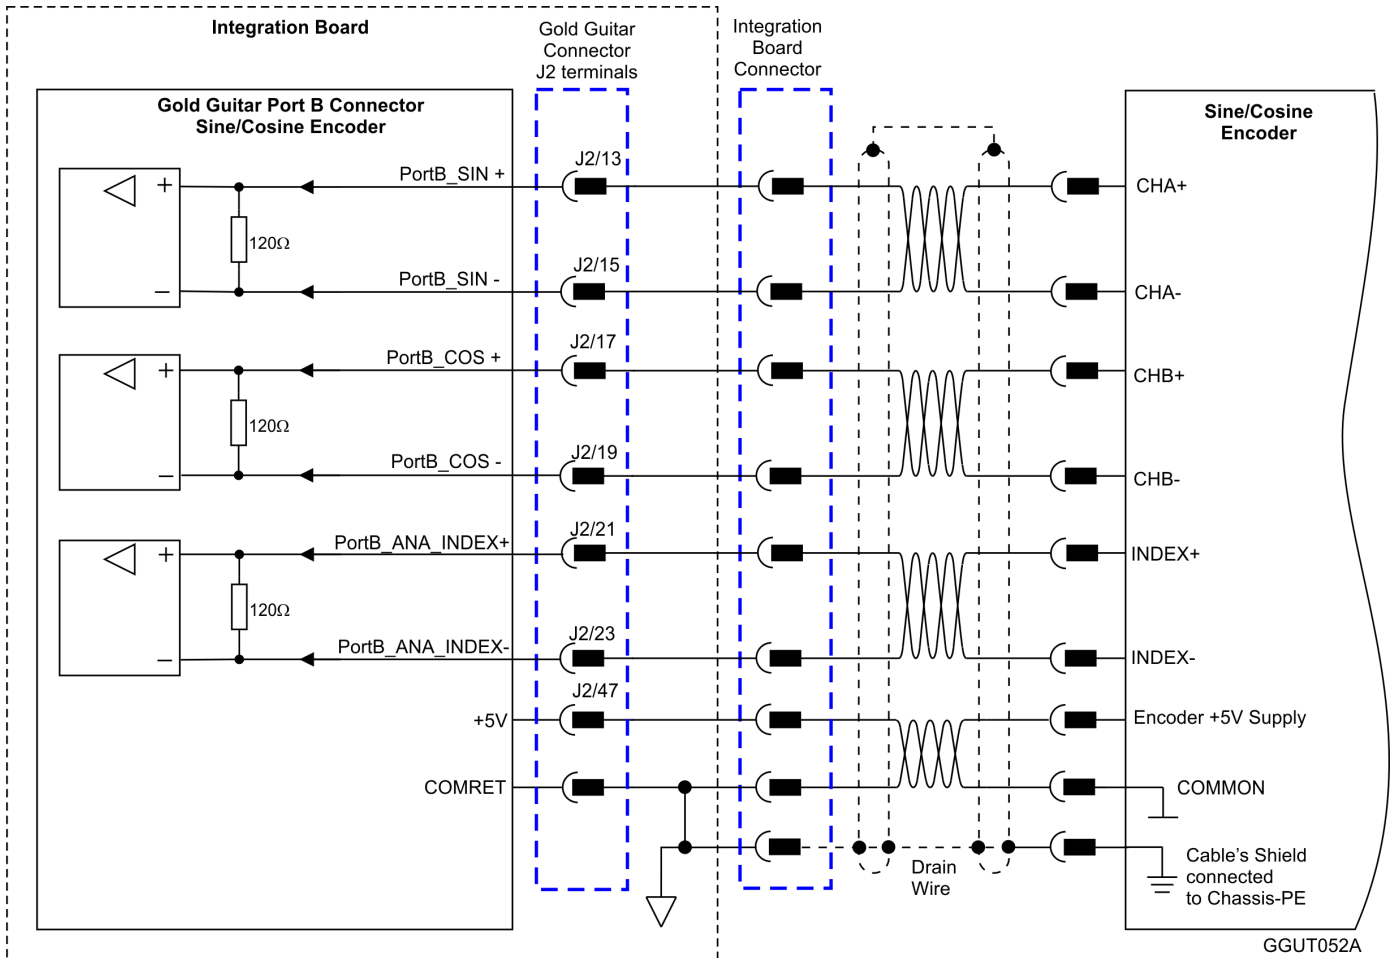 Integration Board
Gold Guitar
Connector
J2 terminals
Integration
Board
Connector
Gold Guitar Port B Connector
Sine/Cosine Encoder
Sine/Cosine
Encoder
PortB_SIN +
J2/13
+
CHA+
120Ω
PortB_SIN -
J2/15
–
CHA-
PortB_COS +
J2/17
+
CHB+
120Ω
PortB_COS -
J2/19
–
CHB-
PortB_ANA_INDEX+
J2/21
+
INDEX+
120Ω
PortB_ANA_INDEX-
J2/23
–
INDEX-
J2/47
+5V
Encoder +5V Supply
COMRET
COMMON
Drain
Wire
Cable's Shield
connected
to Chassis-PE
GGUT052A